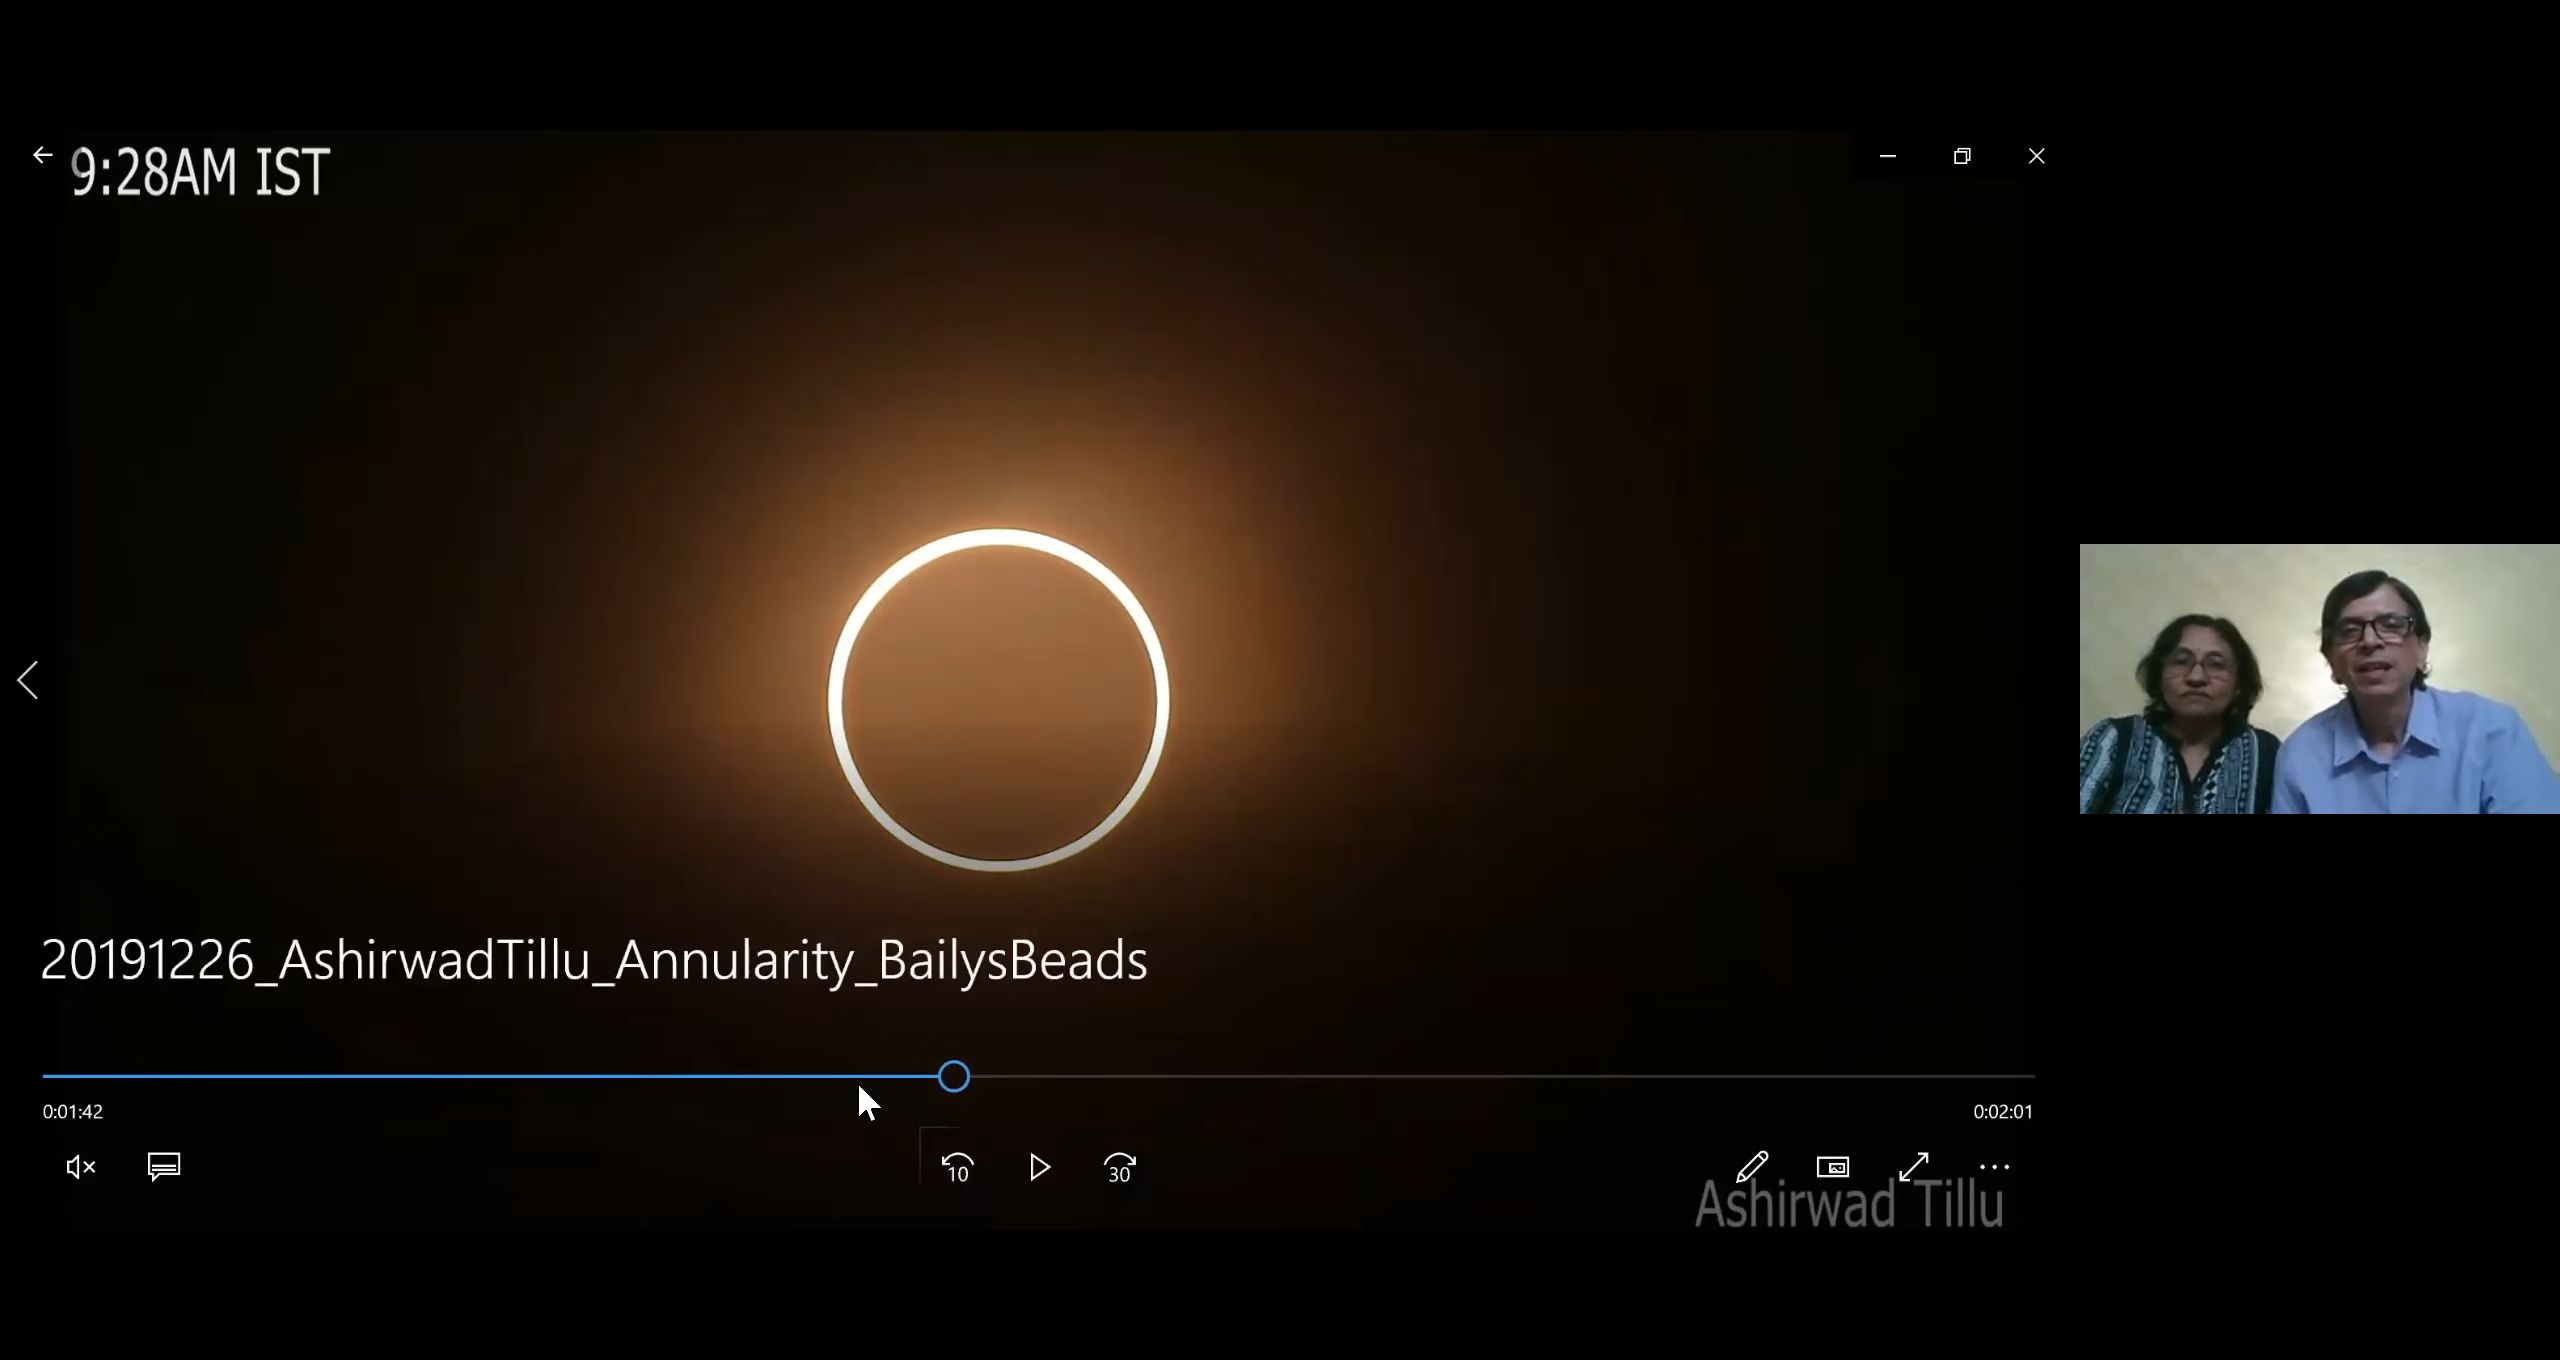 9:28AM IST
20191226_AshirwadTillu_Annularity_BailysBeads
0:01:42
0:02:01
10
30
Ashirwad Tillu